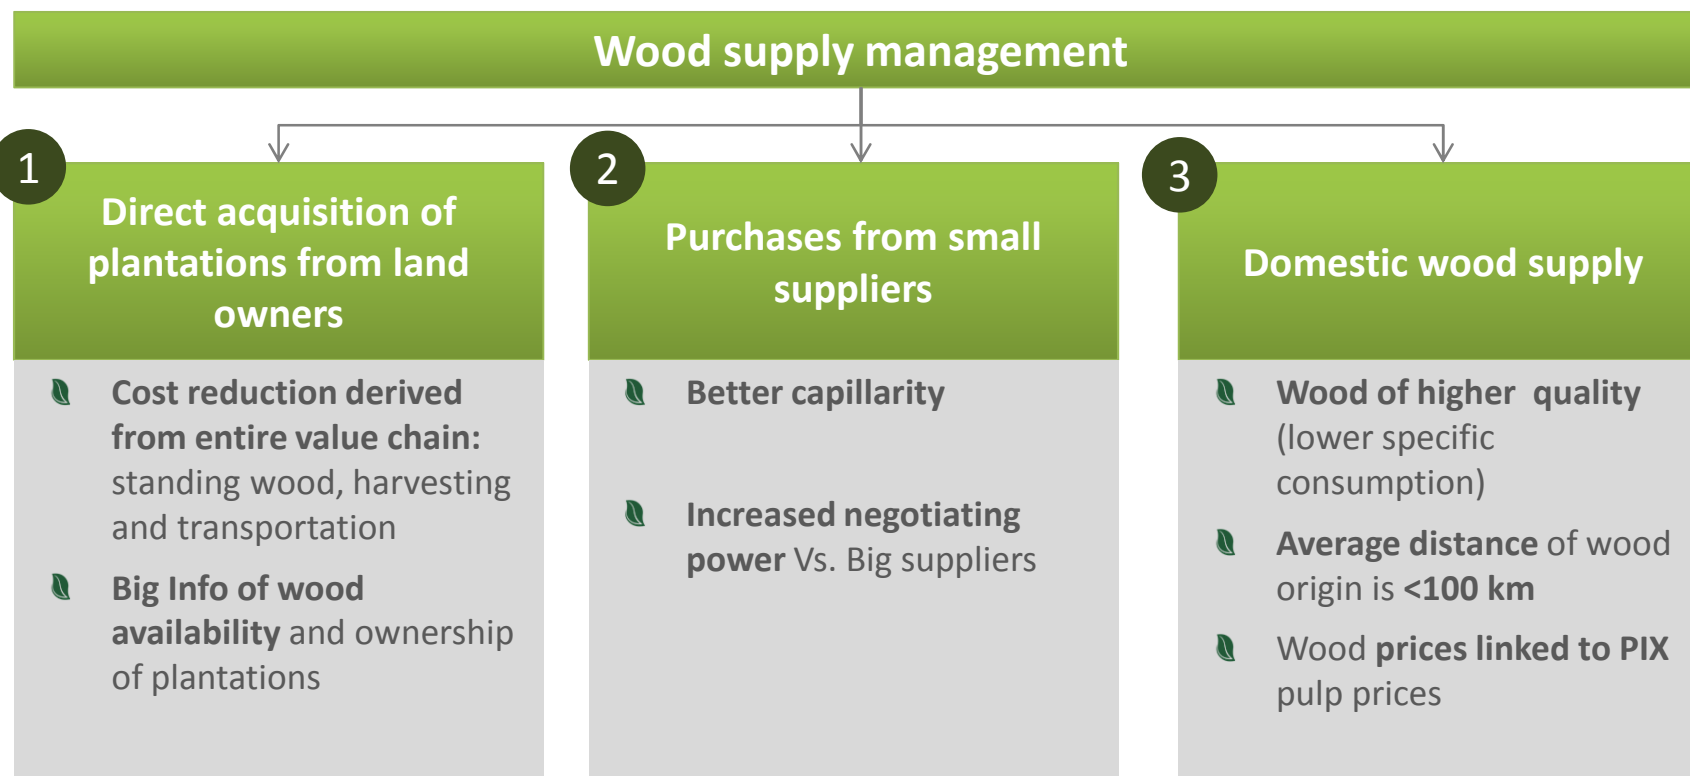 Wood supply management
1
Direct acquisition of
plantations from land
owners
Cost reduction derived
from entire value chain:
standing wood, harvesting
and transportation
Big Info of wood
availability and ownership
of plantations
2
Purchases from small
suppliers
Better capillarity
Increased negotiating
power Vs. Big suppliers
3
Domestic wood supply
Wood of higher quality
(lower specific
consumption)
Average distance of wood
origin is <100 km
Wood prices linked to PIX
pulp prices